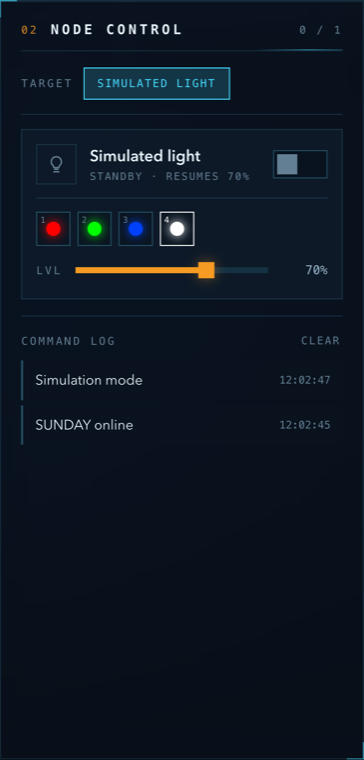 02 NODE CONTROL 0 / 1
TARGET SIMULATED LIGHT
Simulated light
STANDBY · RESUMES 70%
1 2 3 4
LVL 70%
COMMAND LOG CLEAR
Simulation mode 12:02:47
SUNDAY online 12:02:45